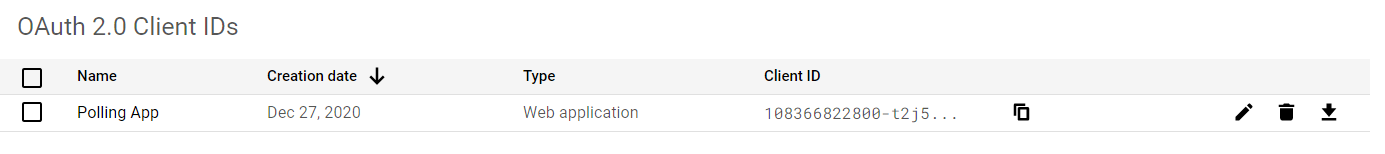 OAuth 2.0 Client IDs
Name Creation date Type Client ID
Polling App Dec 27, 2020 Web application 108366822800-t2j5...